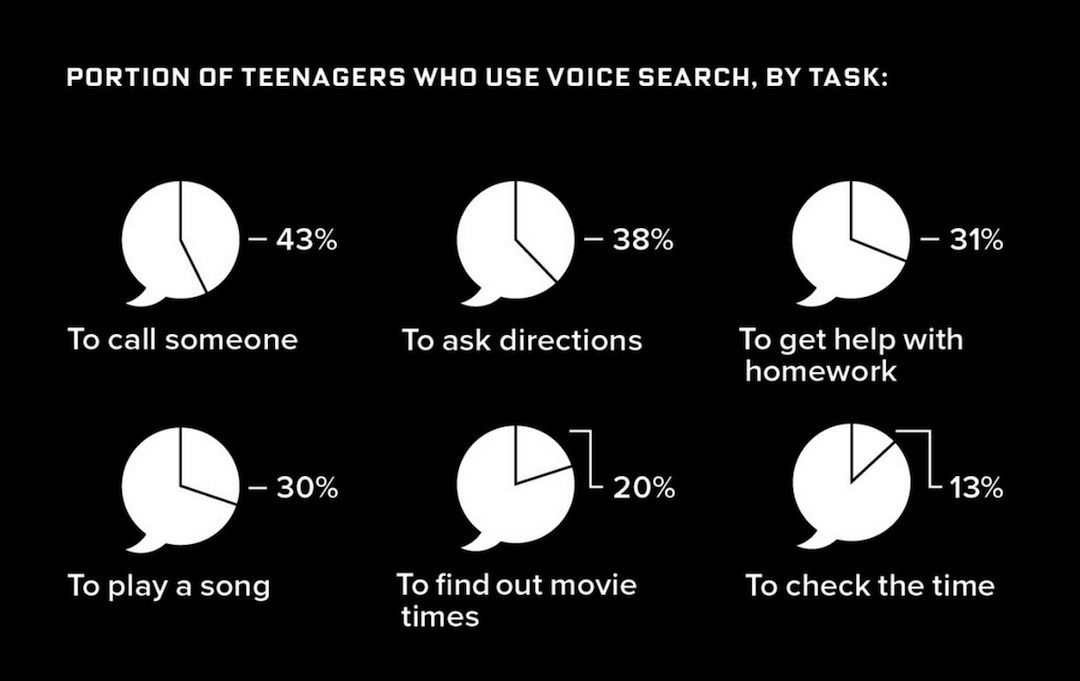 PORTION OF TEENAGERS WHO USE VOICE SEARCH, BY TASK:
43%
To call someone
38%
To ask directions
31%
To get help with
homework
30%
To play a song
20%
To find out movie
times
13%
To check the time